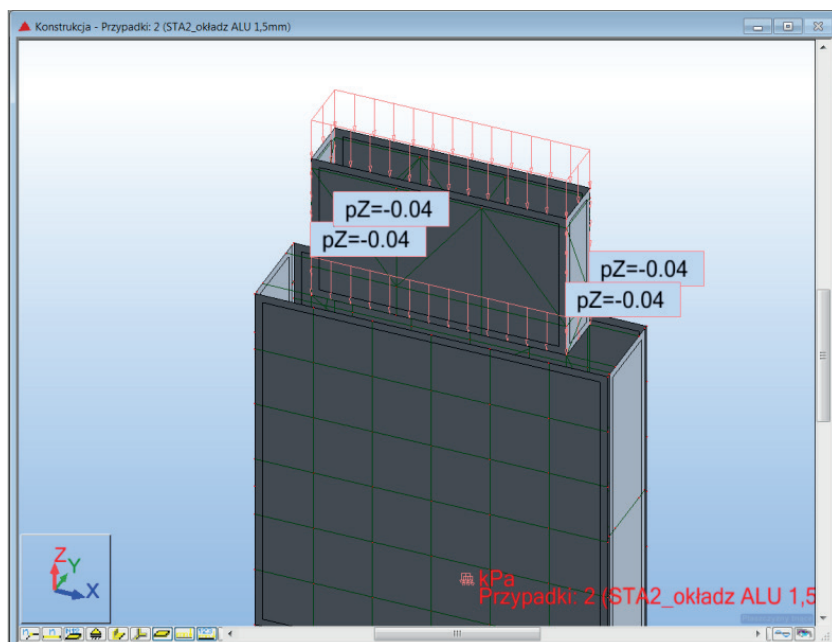 Konstrukcja - Przypadki: 2 (STA2_okładz ALU 1,5mm)
pZ=-0.04
pZ=-0.04
pZ=-0.04
pZ=-0.04
Z
Y
X
kPa
Przypadki: 2 (STA2_okładz ALU 1,5